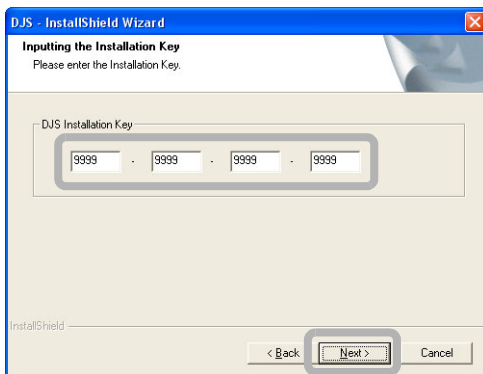 DJS - InstallShield Wizard
Inputting the Installation Key
Please enter the Installation Key.
DJS Installation Key
9999 - 9999 - 9999 - 9999
InstallShield
< Back Next > Cancel